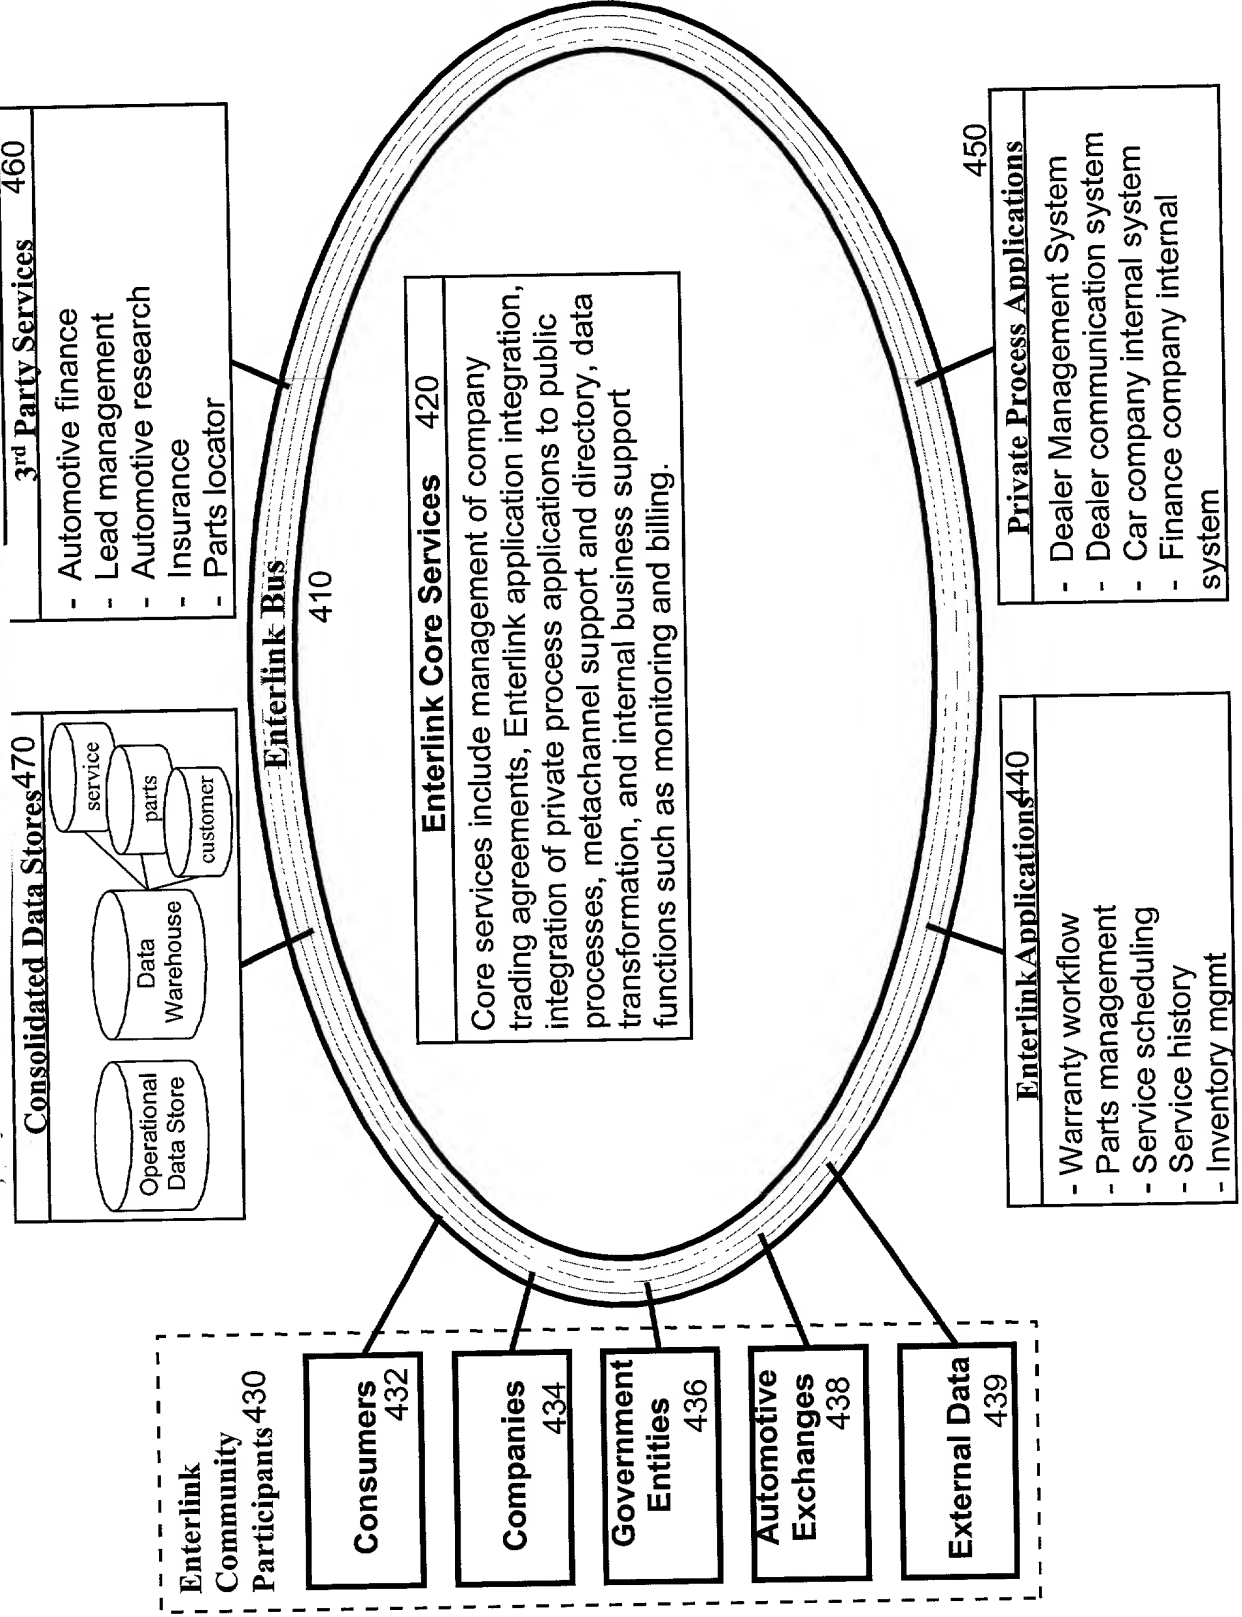 Consolidated Data Stores 470
Operational
Data Store
Data
Warehouse
service
parts
customer
3rd Party Services 460
- Automotive finance
- Lead management
- Automotive research
- Insurance
- Parts locator
Enterlink Bus
410
Enterlink Core Services 420
Core services include management of company
trading agreements, Enterlink application integration,
integration of private process applications to public
processes, metachannel support and directory, data
transformation, and internal business support
functions such as monitoring and billing.
Enterlink
Community
Participants 430
Consumers
432
Companies
434
Government
Entities
436
Automotive
Exchanges
438
External Data
439
Enterlink Applications 440
- Warranty workflow
- Parts management
- Service scheduling
- Service history
- Inventory mgmt
450
Private Process Applications
- Dealer Management System
- Dealer communication system
- Car company internal system
- Finance company internal
system